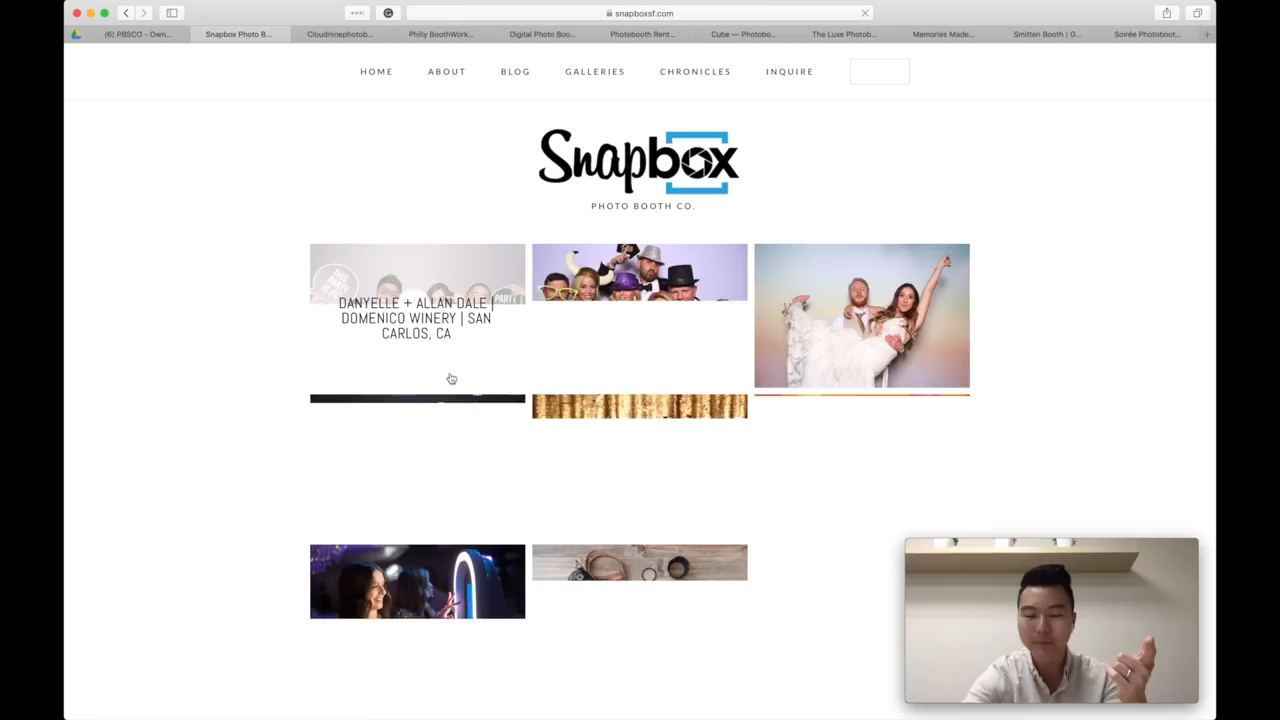 snapboxsf.com
(6) PBSCO - Own...
Snapbox Photo B...
Cloudninephotob...
Philly BoothWork...
Digital Photo Boo...
Photobooth Rent...
Cube — Photobo...
The Luxe Photob...
Memories Made...
Smitten Booth | G...
Soirée Photoboot...
HOME
ABOUT
BLOG
GALLERIES
CHRONICLES
INQUIRE
Snapbox
PHOTO BOOTH CO.
DANYELLE + ALLAN DALE |
DOMENICO WINERY | SAN
CARLOS, CA